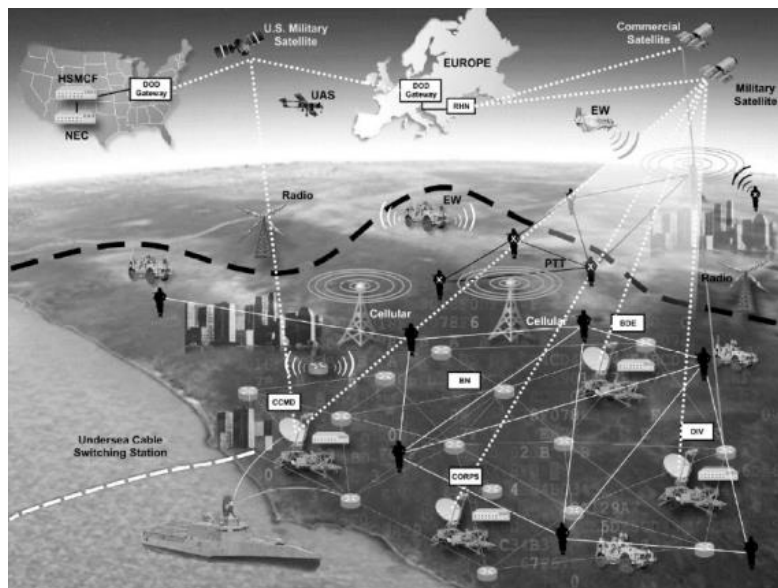 U.S. Military
Satellite
Commercial
Satellite
EUROPE
HSMCF
DOD
Gateway
NEC
UAS
DOD
Gateway
RHN
EW
Military
Satellite
Radio
EW
PTT
Radio
Cellular
Cellular
BDE
BN
CCMD
DIV
Undersea Cable
Switching Station
CORPS